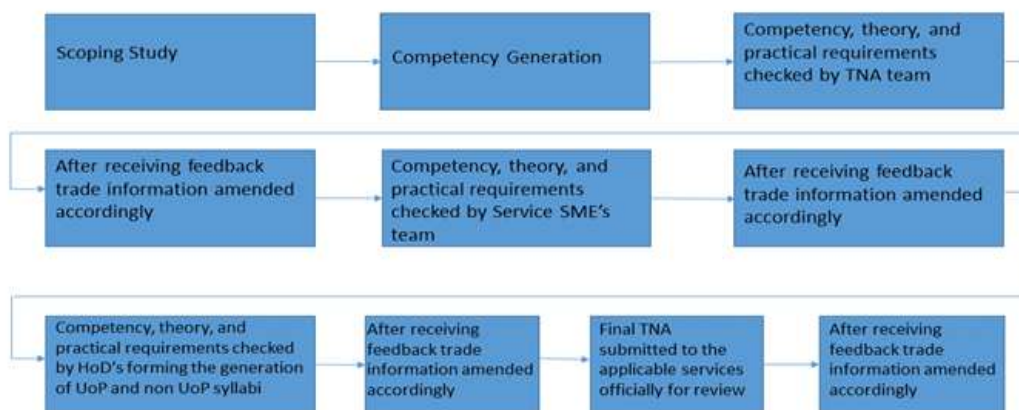 Scoping Study
Competency Generation
Competency, theory, and
practical requirements
checked by TNA team
After receiving feedback
trade information amended
accordingly
Competency, theory, and
practical requirements
checked by Service SME's
team
After receiving feedback
trade information amended
accordingly
Competency, theory, and
practical requirements checked
by HoD's forming the generation
of UoP and non UoP syllabi
After receiving
feedback trade
information amended
accordingly
Final TNA
submitted to the
applicable services
officially for review
After receiving
feedback trade
information amended
accordingly